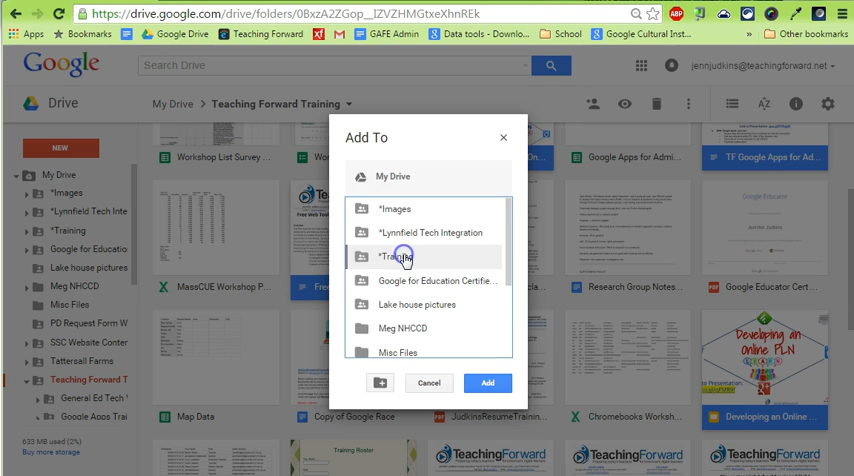 https://drive.google.com/drive/folders/0BxzA2ZGop__IZVZHMGtxeXhnREk
Apps Bookmarks Google Drive Teaching Forward GAFE Admin Data tools - Downlo... School Google Cultural Inst... » Other bookmarks
Google Search Drive jennjudkins@teachingforward.net
Drive My Drive > Teaching Forward Training
NEW
My Drive
*Images
*Lynnfield Tech Inte
*Training
Google for Educatio
Lake house pictures
Meg NHCCD
Misc Files
PD Request Form W
SSC Website Conter
Tattersall Farms
Teaching Forward T
General Ed Tech
Google Apps Trai
633 MB used (2%)
Buy more storage
Workshop List Survey ...
Google Apps for Admi...
TF Google Apps for Ad...
MassCUE Workshop P...
Research Group Notes...
Google Educator Cert ...
Map Data
Copy of Google Race
JudkinsResumeTraining...
Chromebooks Worksh...
Developing an Online ...
Google Educator
Jennifer Judkins
Developing an
Online PLN
LEARN
Training Roster
TeachingForward
TeachingForward
TeachingForward
Add To
My Drive
*Images
*Lynnfield Tech Integration
*Training
Google for Education Certifie...
Lake house pictures
Meg NHCCD
Misc Files
Cancel Add